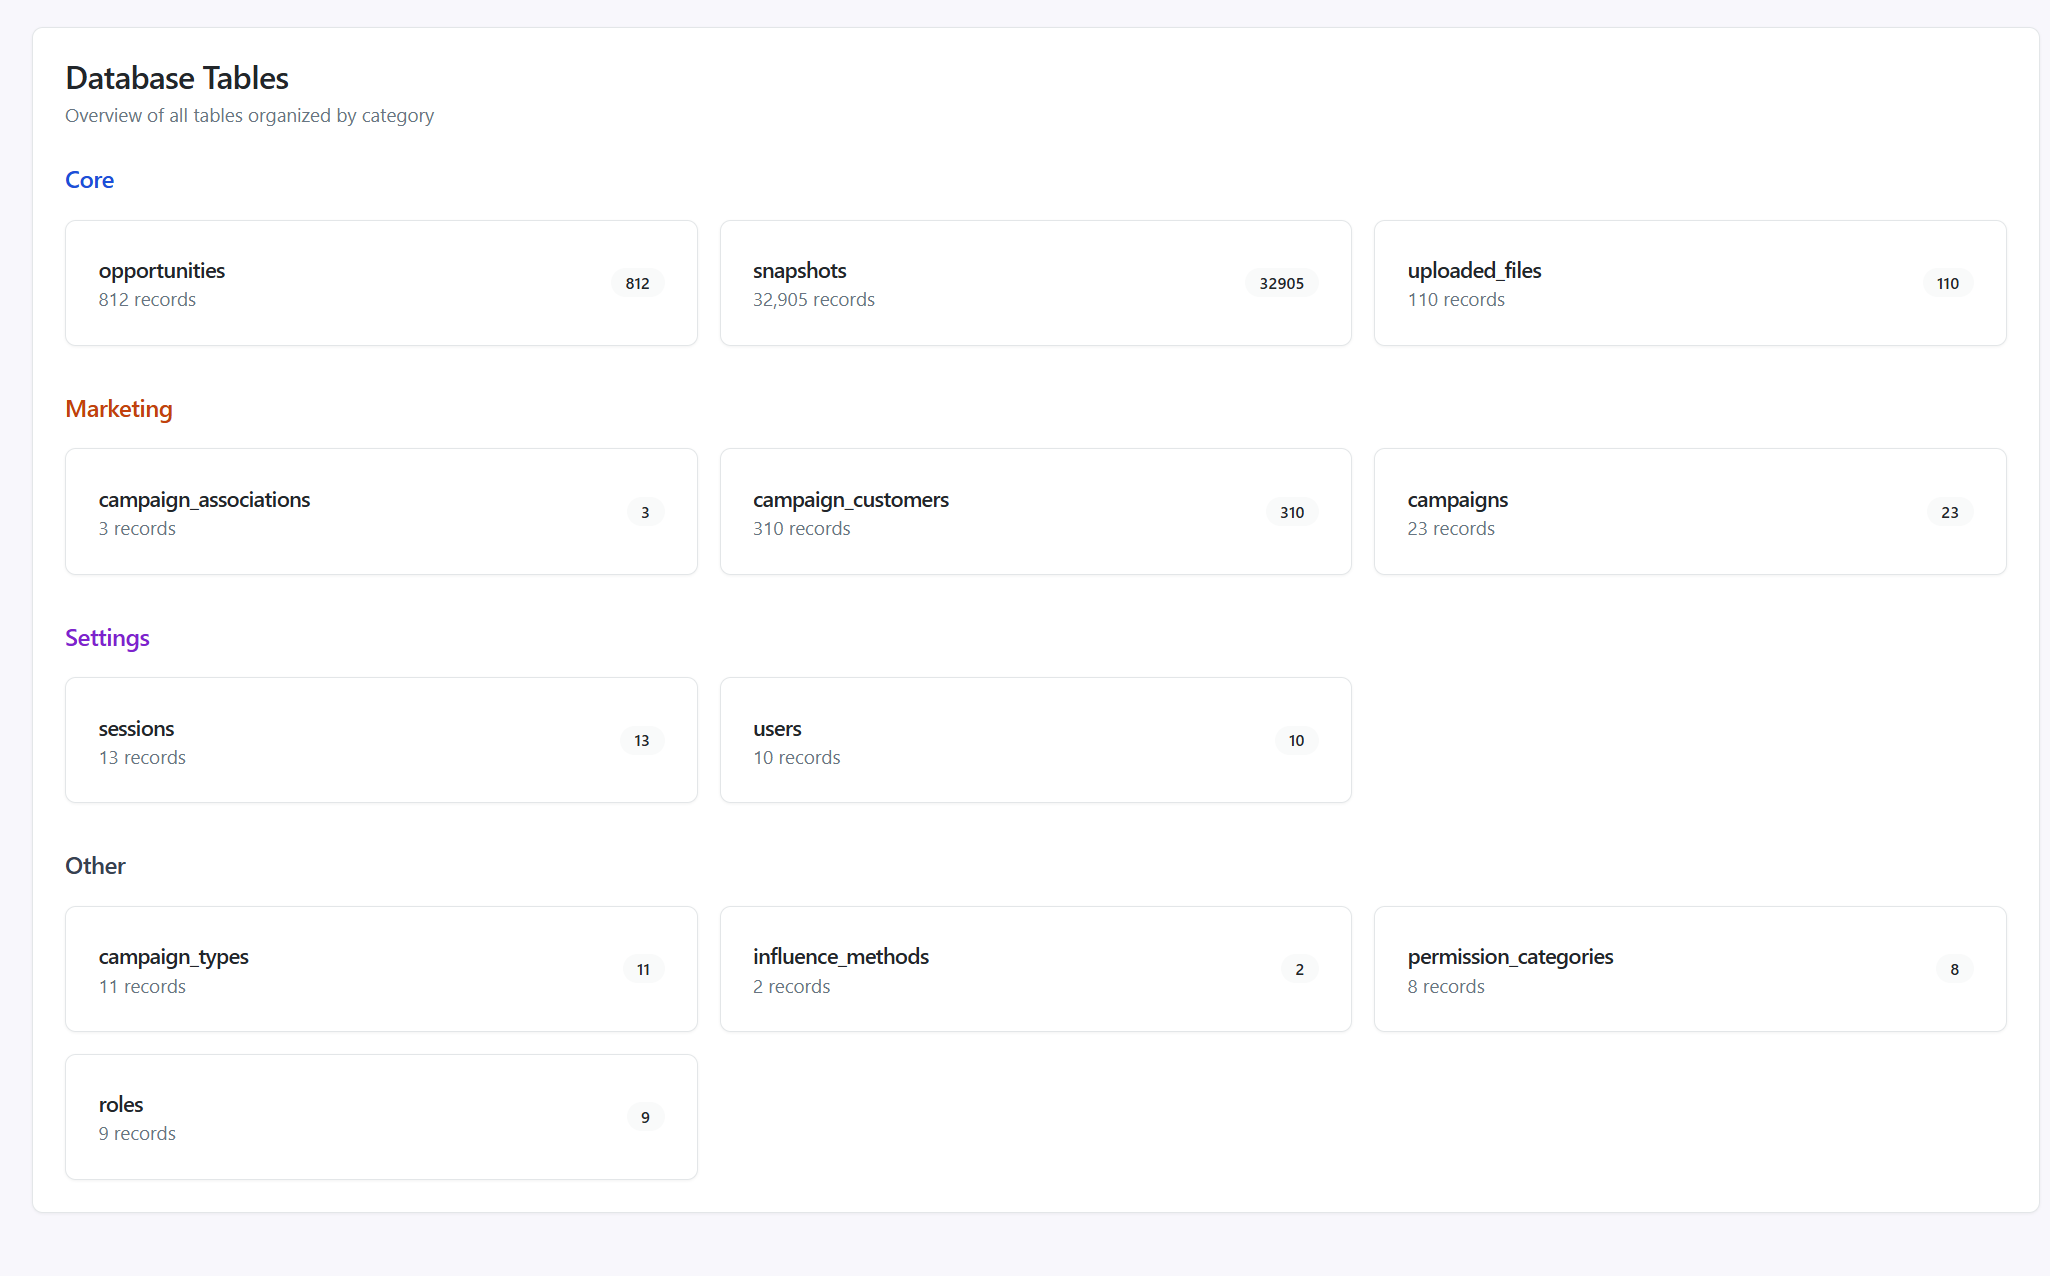 Database Tables
Overview of all tables organized by category
Core
opportunities
812 records
812
snapshots
32,905 records
32905
uploaded_files
110 records
110
Marketing
campaign_associations
3 records
3
campaign_customers
310 records
310
campaigns
23 records
23
Settings
sessions
13 records
13
users
10 records
10
Other
campaign_types
11 records
11
influence_methods
2 records
2
permission_categories
8 records
8
roles
9 records
9